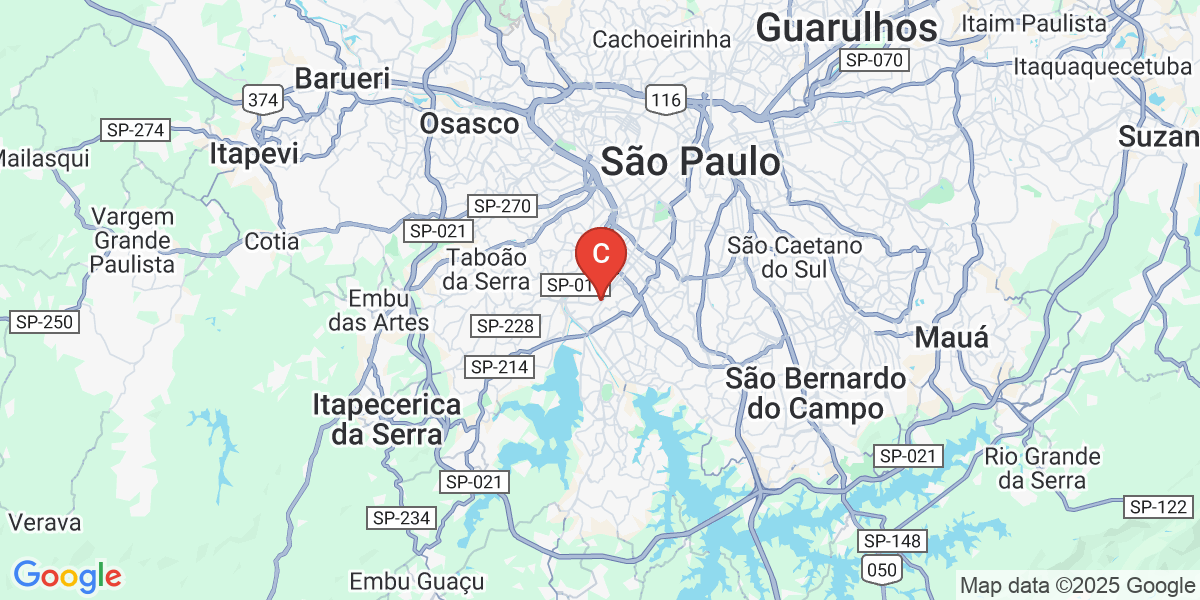 Guarulhos
Itaim Paulista
Cachoeirinha
SP-070
Itaquaquecetuba
Barueri
374
116
Osasco
SP-274
Suzan
Itapevi
Mailasqui
São Paulo
SP-270
Vargem
Grande
Paulista
SP-021
Cotia
São Caetano
do Sul
C
Taboão
da Serra
SP-01
Embu
das Artes
SP-250
SP-228
Mauá
SP-214
São Bernardo
do Campo
Itapecerica
da Serra
SP-021
Rio Grande
da Serra
SP-021
SP-122
Verava
SP-234
SP-148
050
Embu Guaçu
Google
Map data ©2025 Google